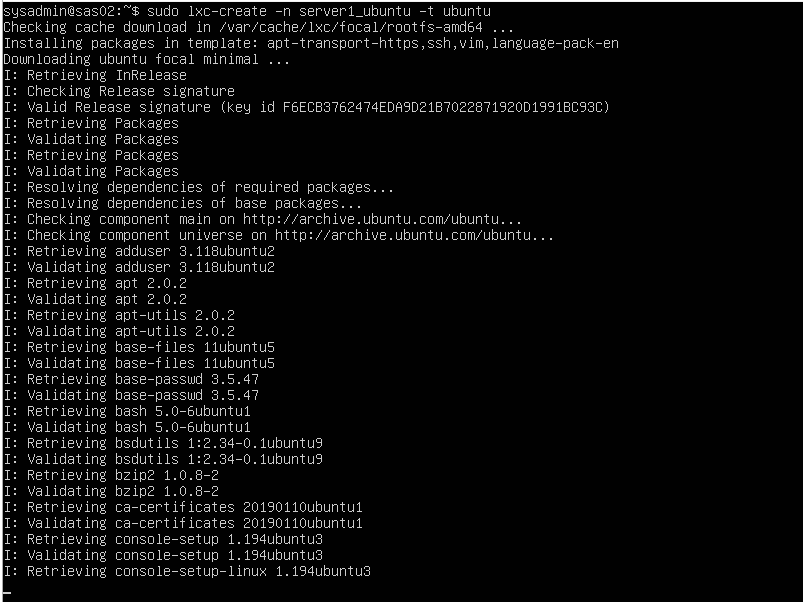 sysadmin@sas02:~$ sudo lxc-create -n server1_ubuntu -t ubuntu
Checking cache download in /var/cache/lxc/focal/rootfs-amd64 ...
Installing packages in template: apt-transport-https,ssh,vim,language-pack-en
Downloading ubuntu focal minimal ...
I: Retrieving InRelease
I: Checking Release signature
I: Valid Release signature (key id F6ECB3762474EDA9D21B7022871920D1991BC93C)
I: Retrieving Packages
I: Validating Packages
I: Retrieving Packages
I: Validating Packages
I: Resolving dependencies of required packages...
I: Resolving dependencies of base packages...
I: Checking component main on http://archive.ubuntu.com/ubuntu...
I: Checking component universe on http://archive.ubuntu.com/ubuntu...
I: Retrieving adduser 3.118ubuntu2
I: Validating adduser 3.118ubuntu2
I: Retrieving apt 2.0.2
I: Validating apt 2.0.2
I: Retrieving apt-utils 2.0.2
I: Validating apt-utils 2.0.2
I: Retrieving base-files 11ubuntu5
I: Validating base-files 11ubuntu5
I: Retrieving base-passwd 3.5.47
I: Validating base-passwd 3.5.47
I: Retrieving bash 5.0-6ubuntu1
I: Validating bash 5.0-6ubuntu1
I: Retrieving bsdutils 1:2.34-0.1ubuntu9
I: Validating bsdutils 1:2.34-0.1ubuntu9
I: Retrieving bzip2 1.0.8-2
I: Validating bzip2 1.0.8-2
I: Retrieving ca-certificates 20190110ubuntu1
I: Validating ca-certificates 20190110ubuntu1
I: Retrieving console-setup 1.194ubuntu3
I: Validating console-setup 1.194ubuntu3
I: Retrieving console-setup-linux 1.194ubuntu3